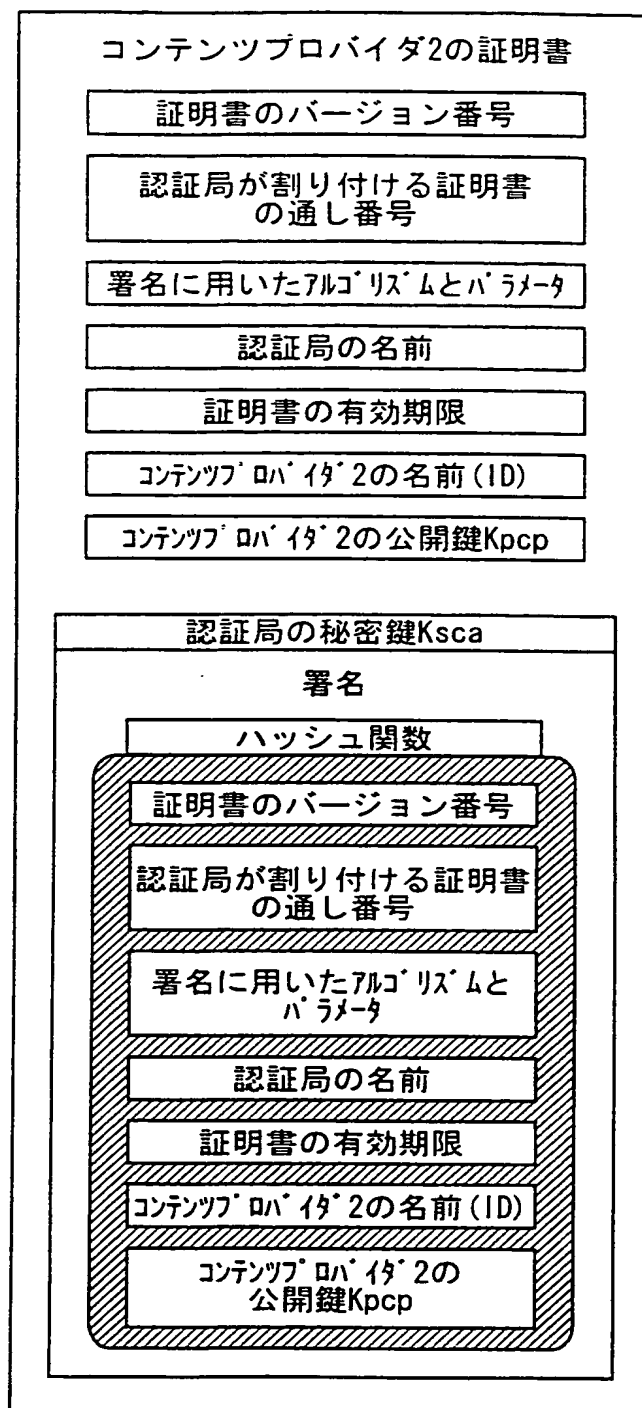 コンテンツプロバイダ2の証明書
証明書のバージョン番号
認証局が割り付ける証明書
の通し番号
署名に用いたｱﾙｺﾞﾘｽﾞﾑとﾊﾟﾗﾒｰﾀ
認証局の名前
証明書の有効期限
ｺﾝﾃﾝﾂﾌﾟﾛﾊﾞｲﾀﾞ2の名前(ID)
ｺﾝﾃﾝﾂﾌﾟﾛﾊﾞｲﾀﾞ2の公開鍵Kpcp
認証局の秘密鍵Ksca
署名
ハッシュ関数
証明書のバージョン番号
認証局が割り付ける証明書
の通し番号
署名に用いたｱﾙｺﾞﾘｽﾞﾑと
ﾊﾟﾗﾒｰﾀ
認証局の名前
証明書の有効期限
ｺﾝﾃﾝﾂﾌﾟﾛﾊﾞｲﾀﾞ2の名前(ID)
ｺﾝﾃﾝﾂﾌﾟﾛﾊﾞｲﾀﾞ2の
公開鍵Kpcp